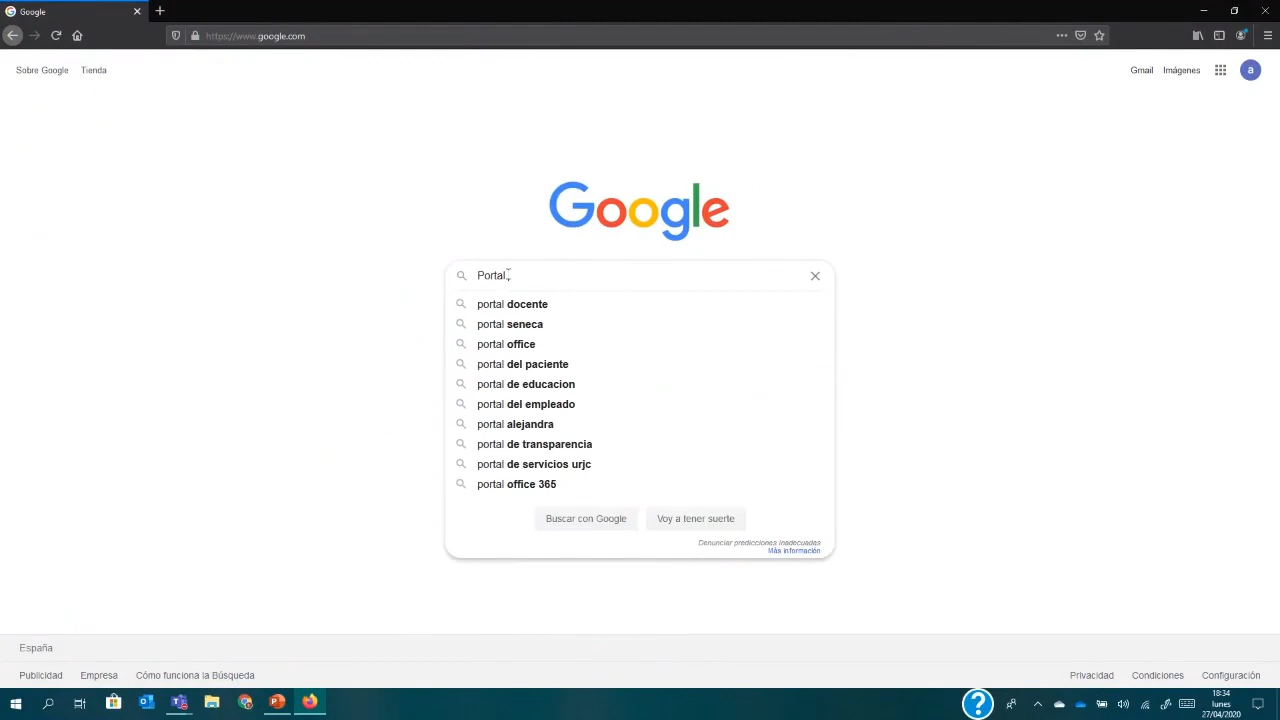 Google
https://www.google.com
Sobre Google Tienda
Gmail Imágenes a
Google
Portal
portal docente
portal seneca
portal office
portal del paciente
portal de educacion
portal del empleado
portal alejandra
portal de transparencia
portal de servicios urjc
portal office 365
Buscar con Google Voy a tener suerte
Denunciar predicciones inadecuadas
Más información
España
Publicidad Empresa Cómo funciona la Búsqueda
Privacidad Condiciones Configuración
18:34
lunes
27/04/2020